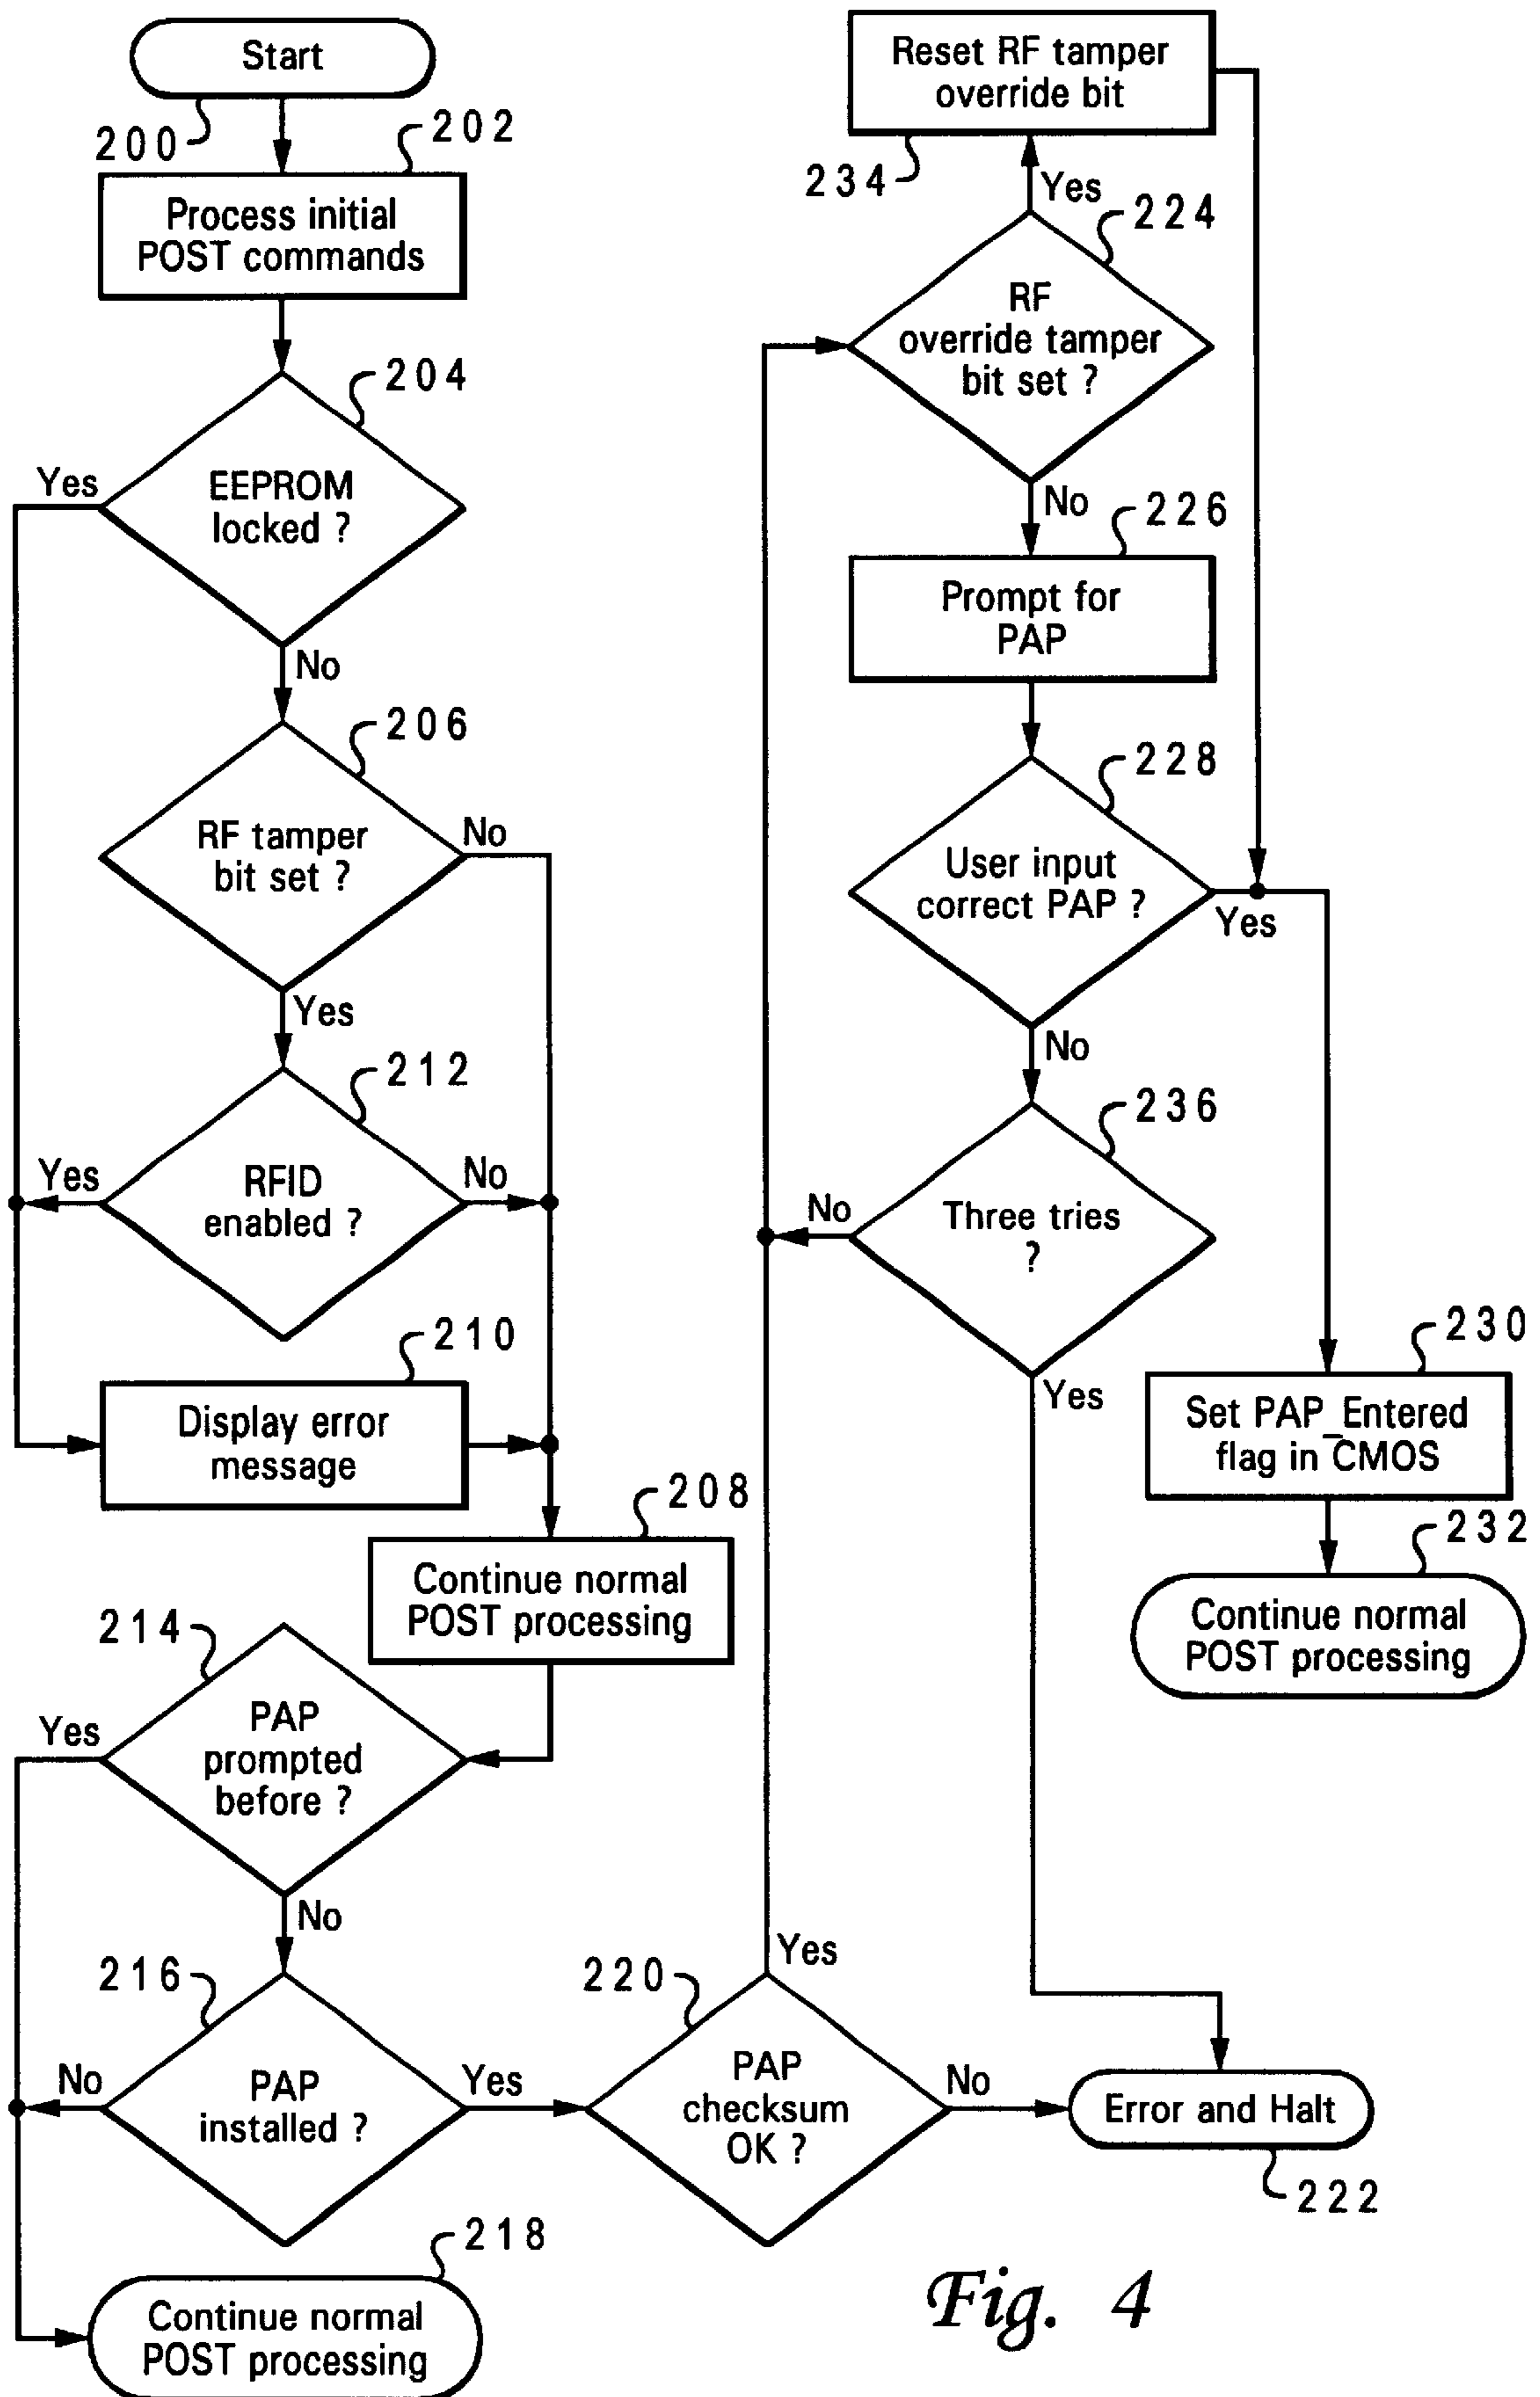 Start
200
202
Process initial
POST commands
204
EEPROM
locked ?
Yes
No
206
RF tamper
bit set ?
No
Yes
212
RFID
enabled ?
Yes
No
210
Display error
message
208
Continue normal
POST processing
214
PAP
prompted
before ?
Yes
No
216
PAP
installed ?
No
Yes
218
Continue normal
POST processing
220
PAP
checksum
OK ?
Yes
No
Error and Halt
222
Reset RF tamper
override bit
234
Yes
224
RF
override tamper
bit set ?
No
226
Prompt for
PAP
228
User input
correct PAP ?
Yes
No
236
Three tries
?
No
Yes
230
Set PAP_Entered
flag in CMOS
232
Continue normal
POST processing
Fig. 4